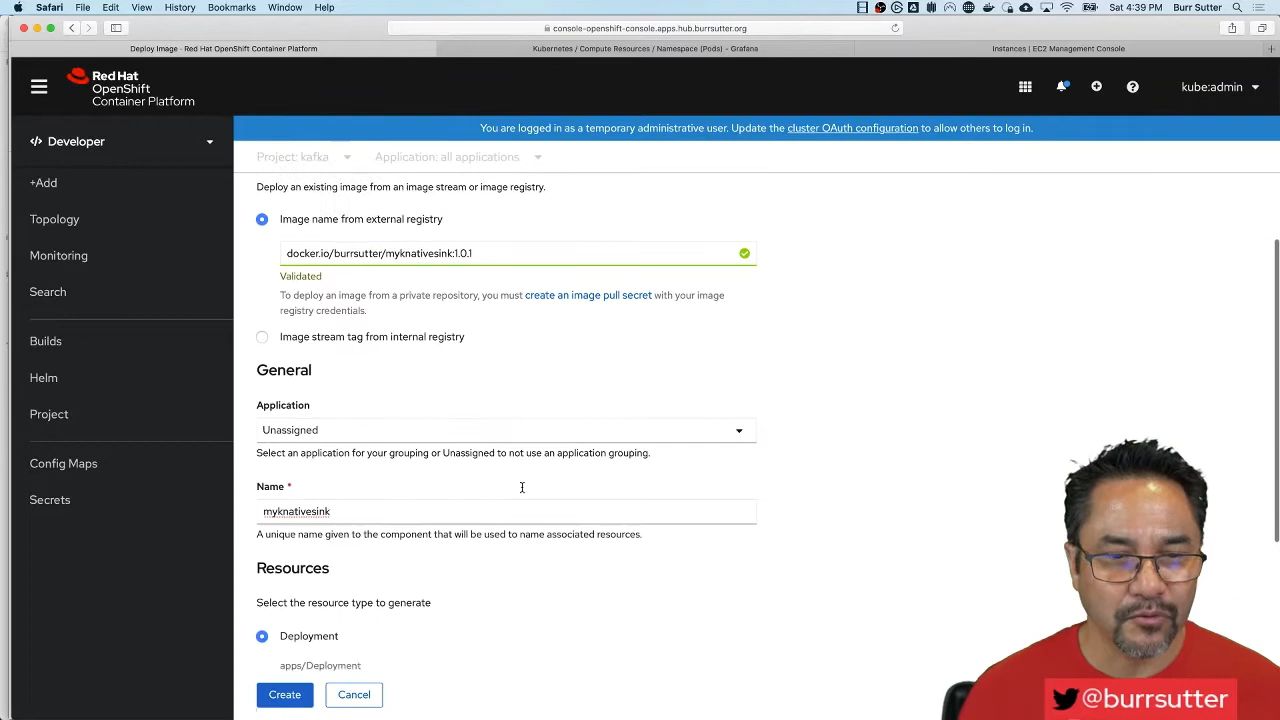 Safari File Edit View History Bookmarks Window Help
Sat 4:39 PM Burr Sutter
console-openshift-console.apps.hub.burrsutter.org
Deploy Image - Red Hat OpenShift Container Platform
Kubernetes / Compute Resources / Namespace (Pods) - Grafana
Instances | EC2 Management Console
Red Hat
OpenShift
Container Platform
kube:admin
You are logged in as a temporary administrative user. Update the cluster OAuth configuration to allow others to log in.
Developer
+Add
Topology
Monitoring
Search
Builds
Helm
Project
Config Maps
Secrets
Project: kafka
Application: all applications
Deploy an existing image from an image stream or image registry.
Image name from external registry
docker.io/burrsutter/myknativesink:1.0.1
Validated
To deploy an image from a private repository, you must create an image pull secret with your image
registry credentials.
Image stream tag from internal registry
General
Application
Unassigned
Select an application for your grouping or Unassigned to not use an application grouping.
Name *
myknativesink
A unique name given to the component that will be used to name associated resources.
Resources
Select the resource type to generate
Deployment
apps/Deployment
Create
Cancel
@burrsutter